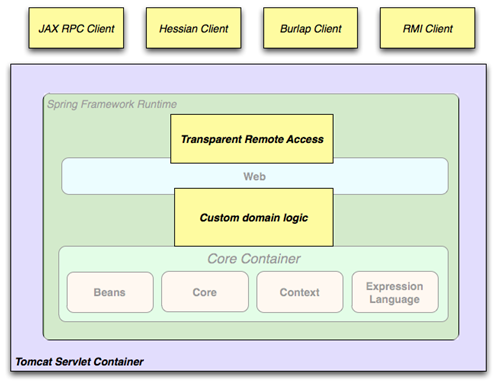 JAX RPC Client
Hessian Client
Burlap Client
RMI Client
Spring Framework Runtime
Transparent Remote Access
Web
Custom domain logic
Core Container
Beans
Core
Context
Expression
Language
Tomcat Servlet Container